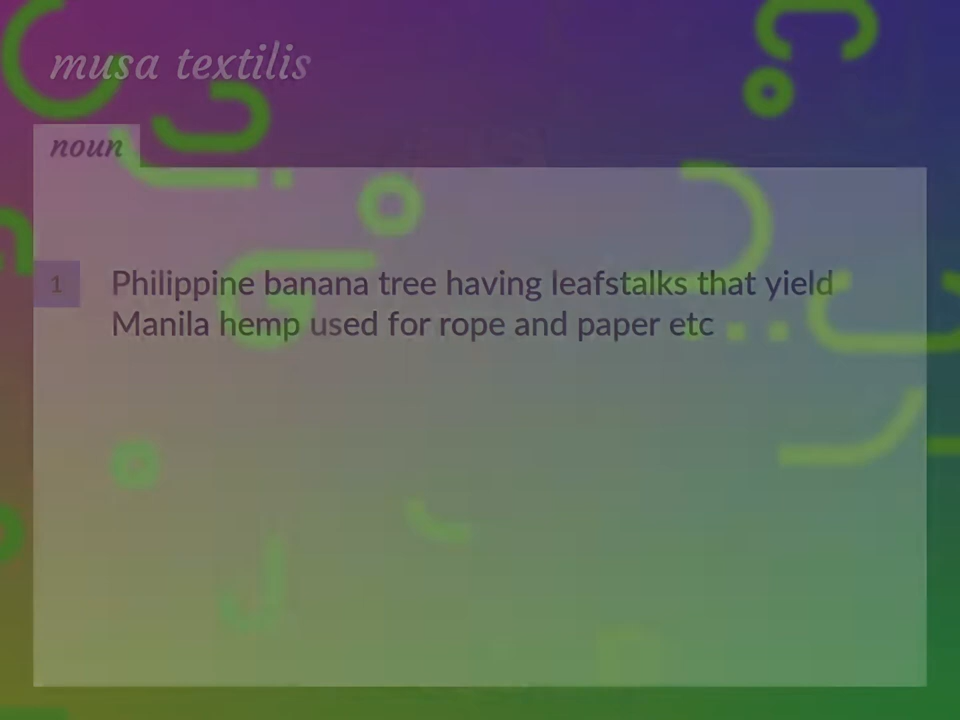 musa textilis
noun
1
Philippine banana tree having leafstalks that yield
Manila hemp used for rope and paper etc